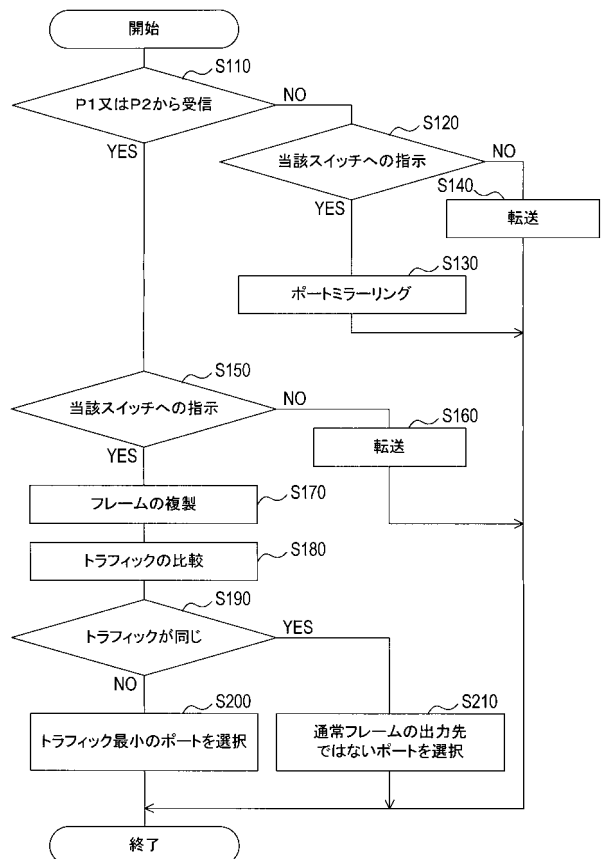 開始
S110
P1又はP2から受信
NO
YES
S120
当該スイッチへの指示
NO
YES
S140
転送
S130
ポートミラーリング
S150
当該スイッチへの指示
NO
YES
S160
転送
S170
フレームの複製
S180
トラフィックの比較
S190
トラフィックが同じ
YES
NO
S200
トラフィック最小のポートを選択
S210
通常フレームの出力先
ではないポートを選択
終了